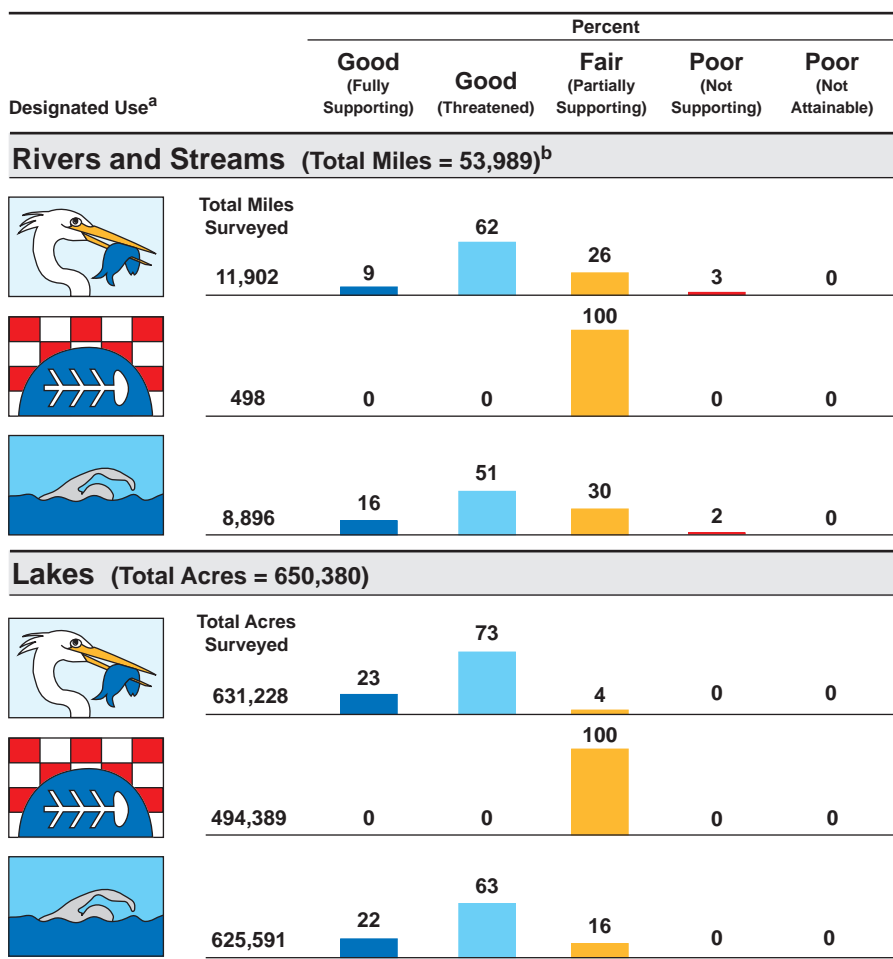 Percent
Designated Use^a
Good (Fully Supporting)
Good (Threatened)
Fair (Partially Supporting)
Poor (Not Supporting)
Poor (Not Attainable)
Rivers and Streams (Total Miles = 53,989)^b
Total Miles Surveyed
11,902 9 62 26 3 0
498 0 0 100 0 0
8,896 16 51 30 2 0
Lakes (Total Acres = 650,380)
Total Acres Surveyed
631,228 23 73 4 0 0
494,389 0 0 100 0 0
625,591 22 63 16 0 0